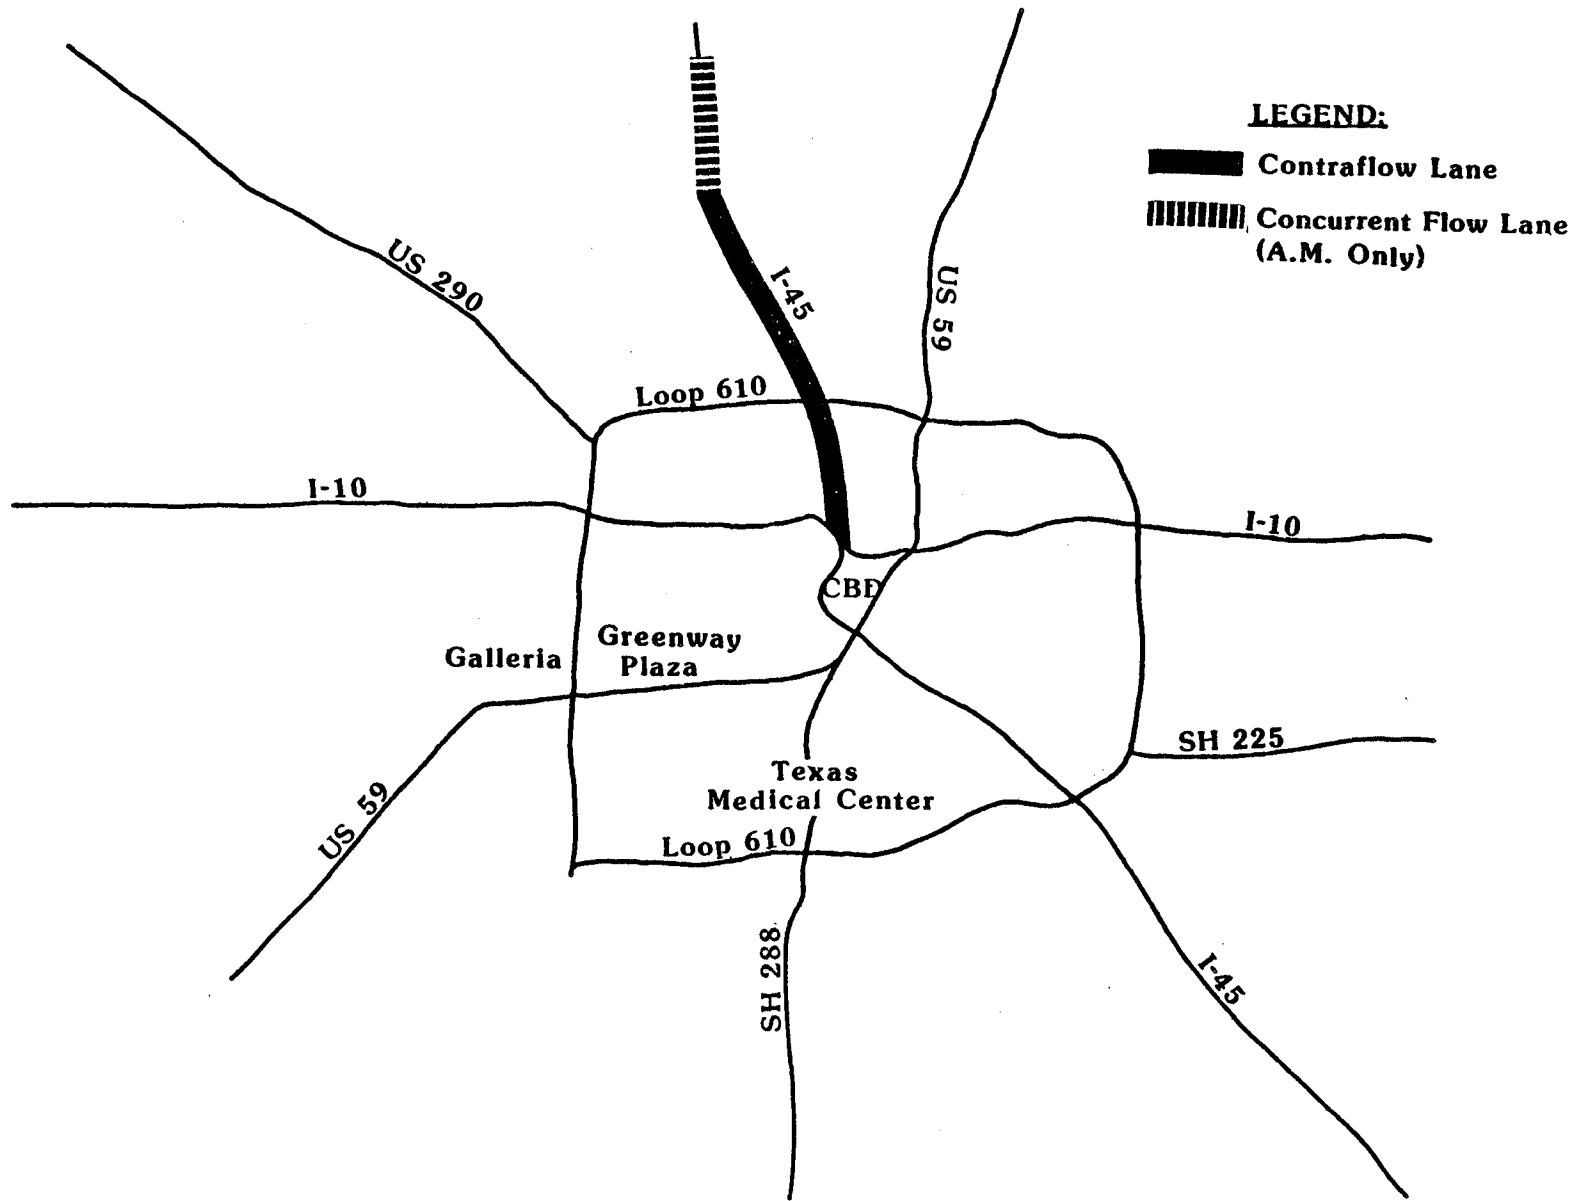 LEGEND:
Contraflow Lane
Concurrent Flow Lane
(A.M. Only)
US 290
I-45
US 59
Loop 610
I-10
I-10
CBD
Galleria
Greenway
Plaza
SH 225
Texas
Medical Center
US 59
Loop 610
SH 288
I-45